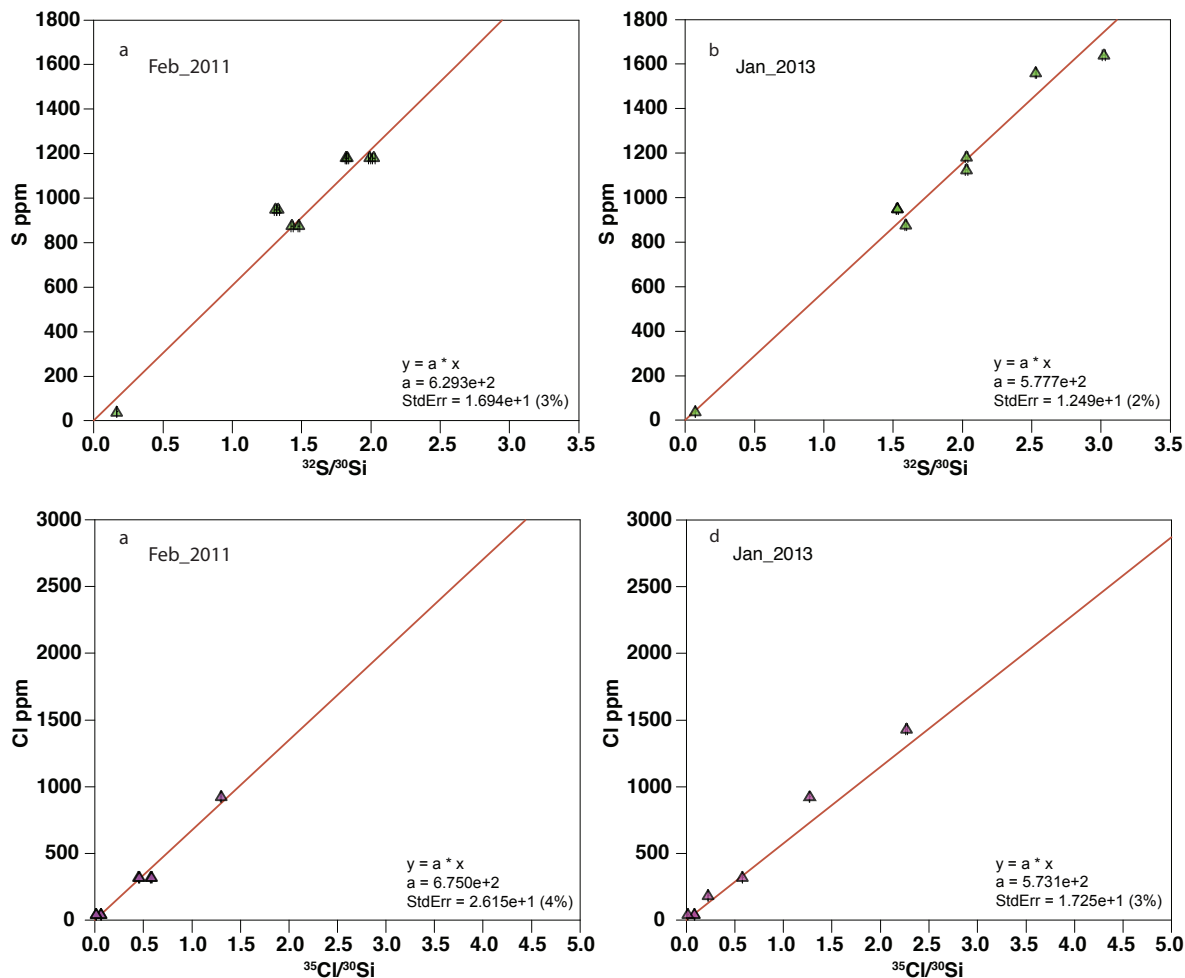 a
Feb_2011
S ppm
1800
1600
1400
1200
1000
800
600
400
200
0
0.0 0.5 1.0 1.5 2.0 2.5 3.0 3.5
³²S/³⁰Si
y = a * x
a = 6.293e+2
StdErr = 1.694e+1 (3%)
b
Jan_2013
S ppm
1800
1600
1400
1200
1000
800
600
400
200
0
0.0 0.5 1.0 1.5 2.0 2.5 3.0 3.5
³²S/³⁰Si
y = a * x
a = 5.777e+2
StdErr = 1.249e+1 (2%)
a
Feb_2011
Cl ppm
3000
2500
2000
1500
1000
500
0
0.0 0.5 1.0 1.5 2.0 2.5 3.0 3.5 4.0 4.5 5.0
³⁵Cl/³⁰Si
y = a * x
a = 6.750e+2
StdErr = 2.615e+1 (4%)
d
Jan_2013
Cl ppm
3000
2500
2000
1500
1000
500
0
0.0 0.5 1.0 1.5 2.0 2.5 3.0 3.5 4.0 4.5 5.0
³⁵Cl/³⁰Si
y = a * x
a = 5.731e+2
StdErr = 1.725e+1 (3%)